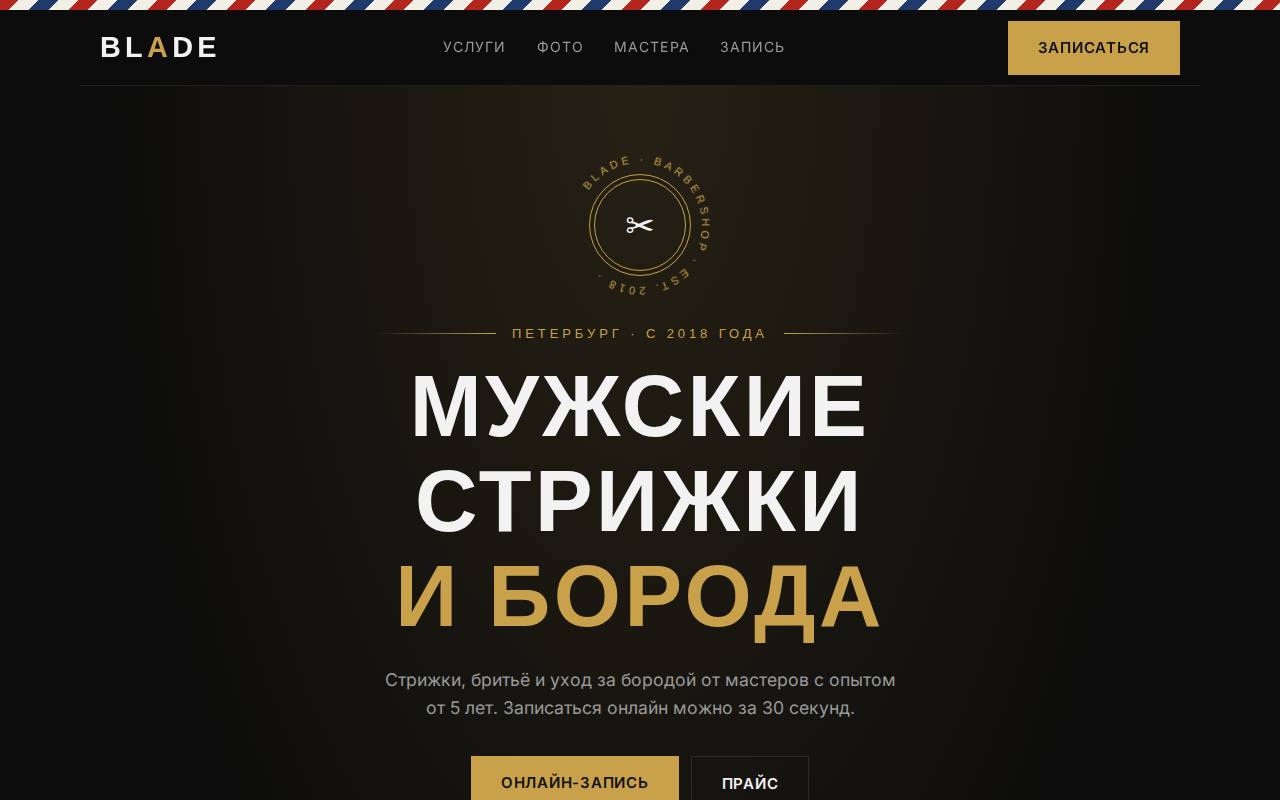 BLADE
УСЛУГИ ФОТО МАСТЕРА ЗАПИСЬ
ЗАПИСАТЬСЯ
BLADE · BARBERSHOP · EST. 2018 ·
ПЕТЕРБУРГ · С 2018 ГОДА
МУЖСКИЕ
СТРИЖКИ
И БОРОДА
Стрижки, бритьё и уход за бородой от мастеров с опытом
от 5 лет. Записаться онлайн можно за 30 секунд.
ОНЛАЙН-ЗАПИСЬ
ПРАЙС